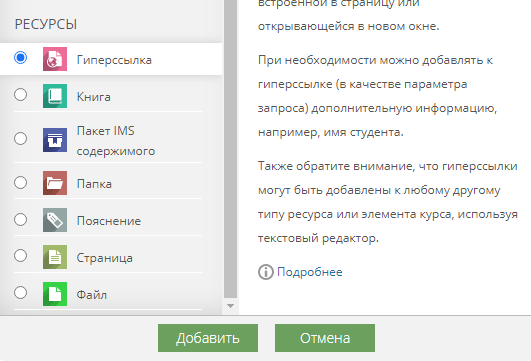 РЕСУРСЫ
Гиперссылка
Книга
Пакет IMS
содержимого
Папка
Пояснение
Страница
Файл
встроенной в страницу или
открывающейся в новом окне.
При необходимости можно добавлять к
гиперссылке (в качестве параметра
запроса) дополнительную информацию,
например, имя студента.
Также обратите внимание, что гиперссылки
могут быть добавлены к любому другому
типу ресурса или элемента курса, используя
текстовый редактор.
Подробнее
Добавить
Отмена